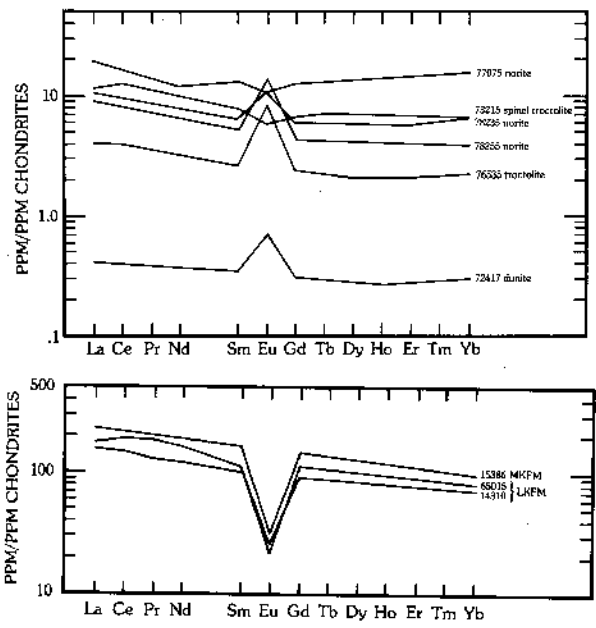 PPM/PPM CHONDRITES
10
1.0
.1
77075 norite
73215 spinel troctolite
78235 norite
78255 norite
76535 troctolite
72417 dunite
La Ce Pr Nd Sm Eu Gd Tb Dy Ho Er Tm Yb
PPM/PPM CHONDRITES
500
100
10
15386 MKFM
65015
14310
LKFM
La Ce Pr Nd Sm Eu Gd Tb Dy Ho Er Tm Yb